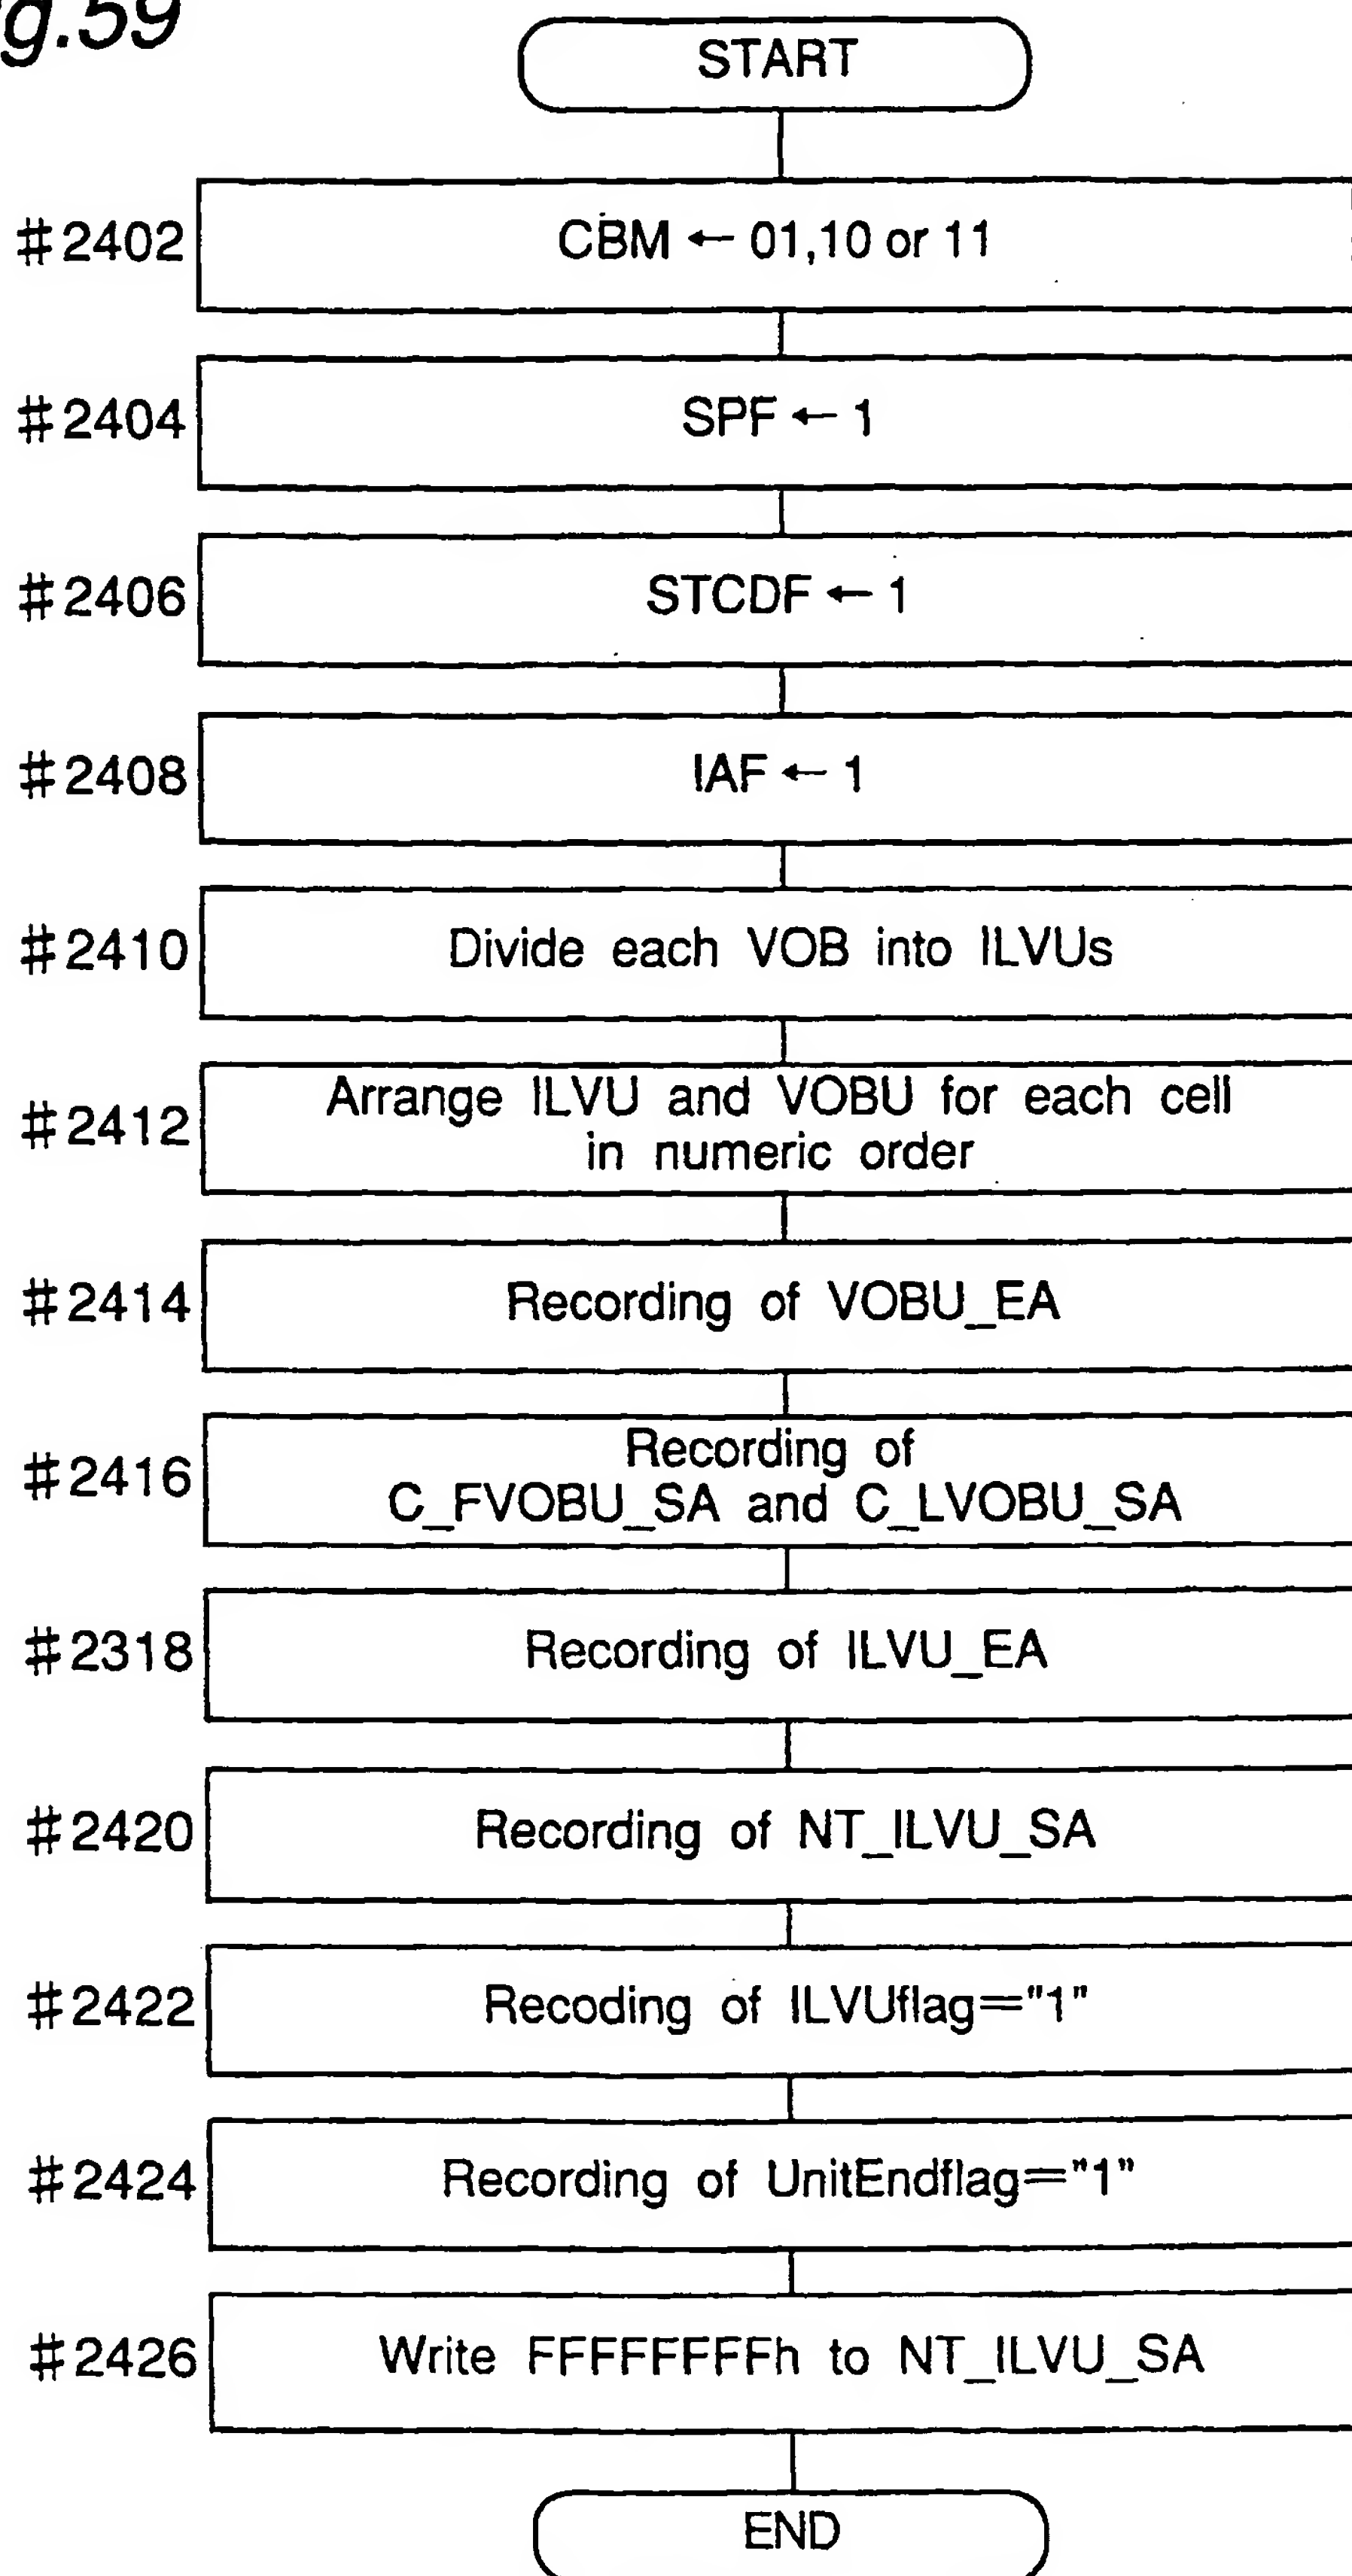 g.59
START
#2402
CBM ← 01,10 or 11
#2404
SPF ← 1
#2406
STCDF ← 1
#2408
IAF ← 1
#2410
Divide each VOB into ILVUs
#2412
Arrange ILVU and VOBU for each cell
in numeric order
#2414
Recording of VOBU_EA
#2416
Recording of
C_FVOBU_SA and C_LVOBU_SA
#2318
Recording of ILVU_EA
#2420
Recording of NT_ILVU_SA
#2422
Recoding of ILVUflag="1"
#2424
Recording of UnitEndflag="1"
#2426
Write FFFFFFFFh to NT_ILVU_SA
END